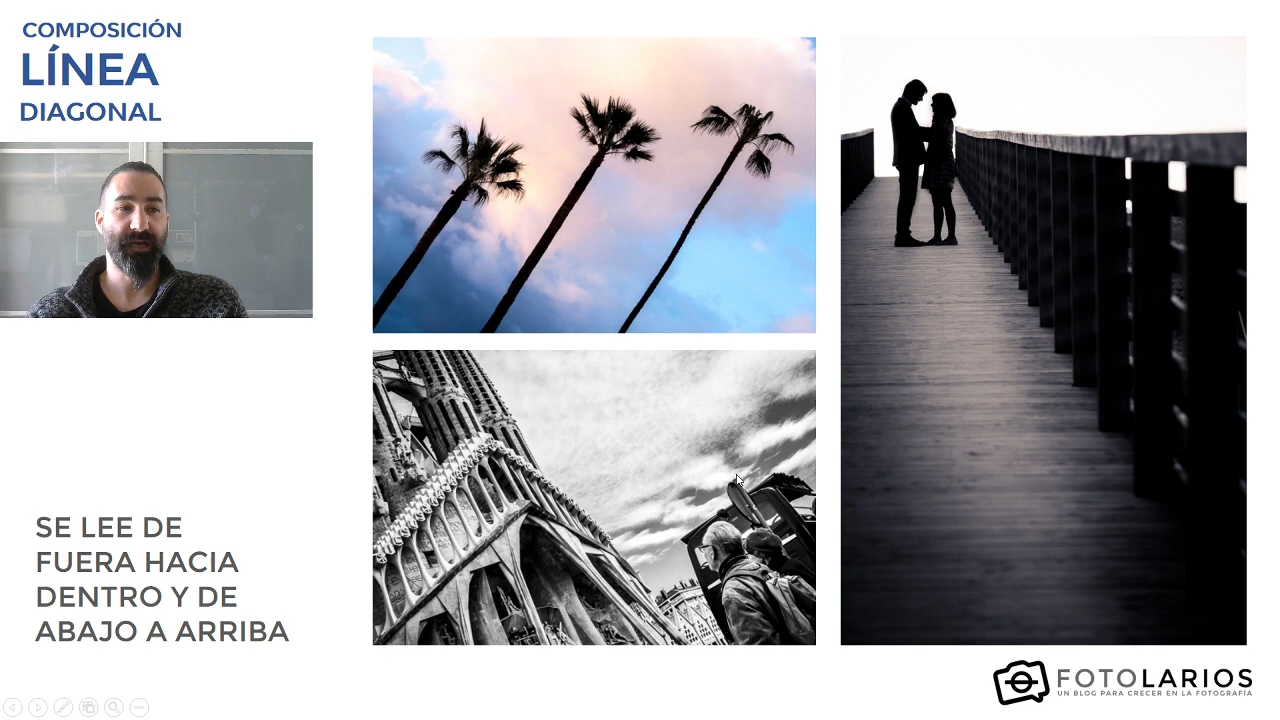 COMPOSICIÓN
LÍNEA
DIAGONAL
SE LEE DE
FUERA HACIA
DENTRO Y DE
ABAJO A ARRIBA
FOTOLARIOS
UN BLOG PARA CRECER EN LA FOTOGRAFÍA